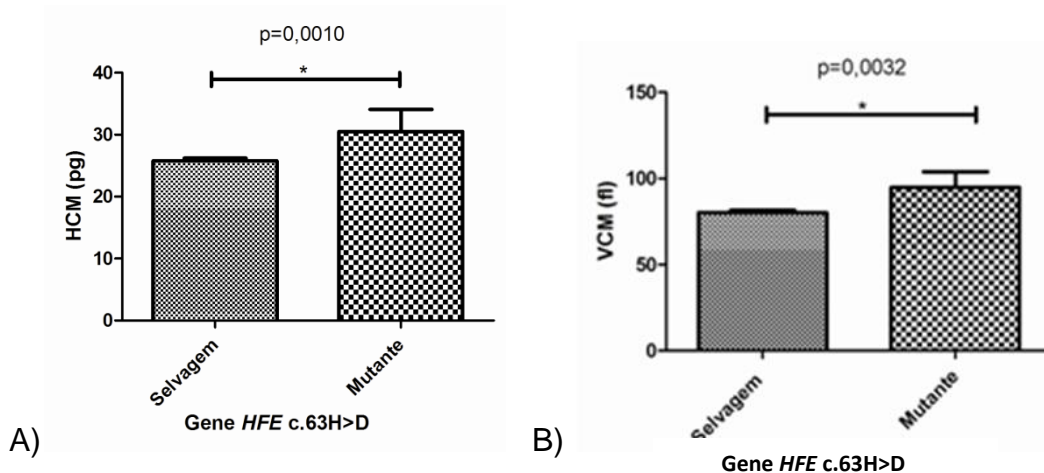 p=0,0010
*
40
30
20
10
0
HCM (pg)
Selvagem
Mutante
Gene HFE c.63H>D
A)
p=0,0032
*
150
100
50
0
VCM (fl)
Selvagem
Mutante
Gene HFE c.63H>D
B)